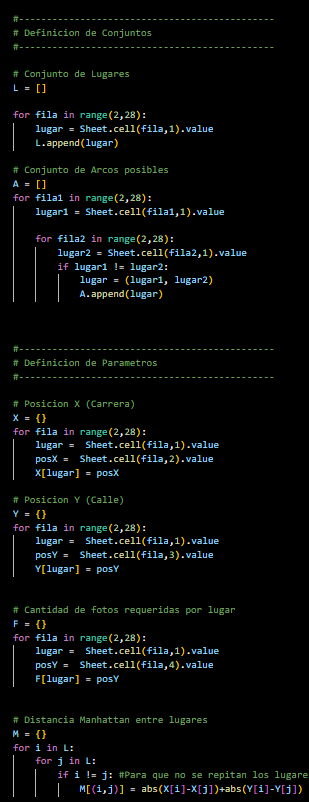 #---------------------------------------------
# Definicion de Conjuntos
#---------------------------------------------
# Conjunto de Lugares
L = []
for fila in range(2,28):
    lugar = Sheet.cell(fila,1).value
    L.append(lugar)
# Conjunto de Arcos posibles
A = []
for fila1 in range(2,28):
    lugar1 = Sheet.cell(fila1,1).value
    for fila2 in range(2,28):
        lugar2 = Sheet.cell(fila2,1).value
        if lugar1 != lugar2:
            lugar = (lugar1, lugar2)
            A.append(lugar)
#---------------------------------------------
# Definicion de Parametros
#---------------------------------------------
# Posicion X (Carrera)
X = {}
for fila in range(2,28):
    lugar =  Sheet.cell(fila,1).value
    posX =  Sheet.cell(fila,2).value
    X[lugar] = posX
# Posicion Y (Calle)
Y = {}
for fila in range(2,28):
    lugar =  Sheet.cell(fila,1).value
    posY =  Sheet.cell(fila,3).value
    Y[lugar] = posY
# Cantidad de fotos requeridas por lugar
F = {}
for fila in range(2,28):
    lugar =  Sheet.cell(fila,1).value
    posY =  Sheet.cell(fila,4).value
    F[lugar] = posY
# Distancia Manhattan entre lugares
M = {}
for i in L:
    for j in L:
        if i != j: #Para que no se repitan los lugare
            M[(i,j)] = abs(X[i]-X[j])+abs(Y[i]-Y[j])